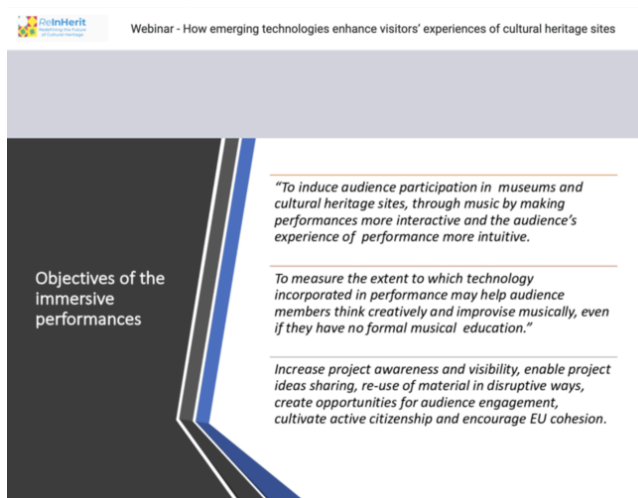 ReInHerit
Redefining the Future
of Cultural Heritage
Webinar - How emerging technologies enhance visitors' experiences of cultural heritage sites
Objectives of the
immersive
performances
“To induce audience participation in museums and
cultural heritage sites, through music by making
performances more interactive and the audience’s
experience of performance more intuitive.
To measure the extent to which technology
incorporated in performance may help audience
members think creatively and improvise musically, even
if they have no formal musical education.”
Increase project awareness and visibility, enable project
ideas sharing, re-use of material in disruptive ways,
create opportunities for audience engagement,
cultivate active citizenship and encourage EU cohesion.